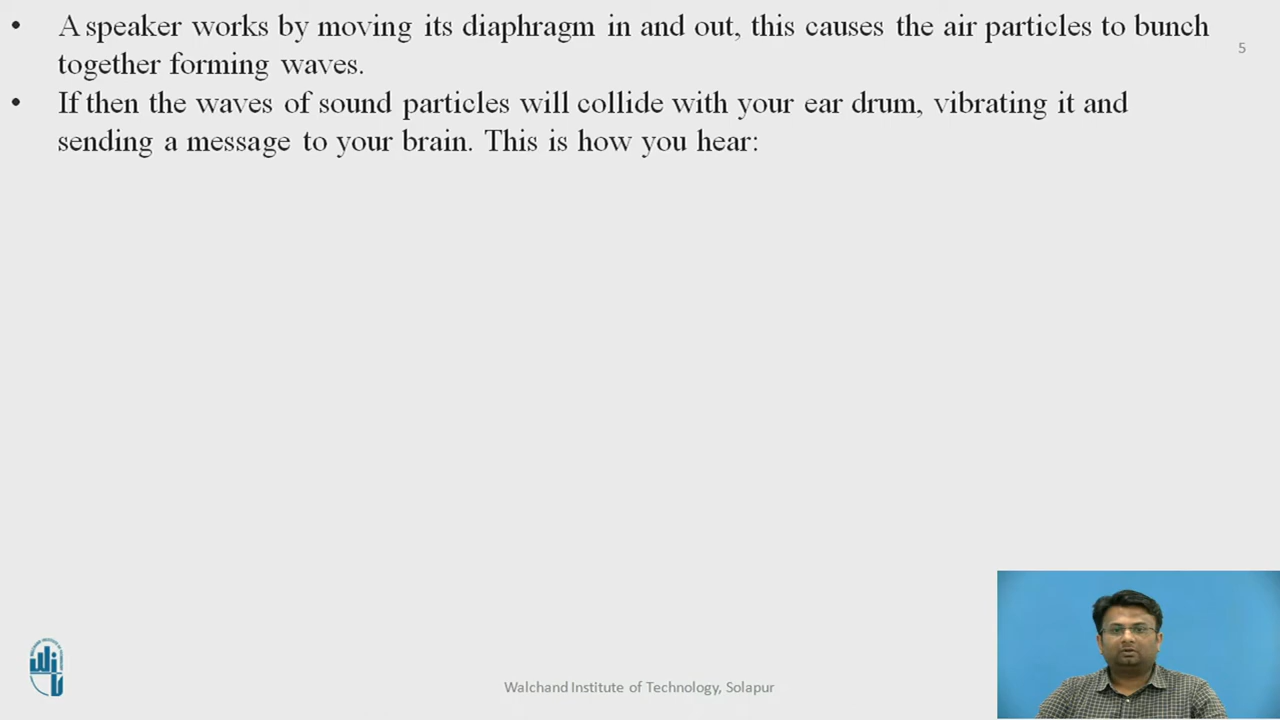 • A speaker works by moving its diaphragm in and out, this causes the air particles to bunch
together forming waves.
5
• If then the waves of sound particles will collide with your ear drum, vibrating it and
sending a message to your brain. This is how you hear:
Walchand Institute of Technology, Solapur